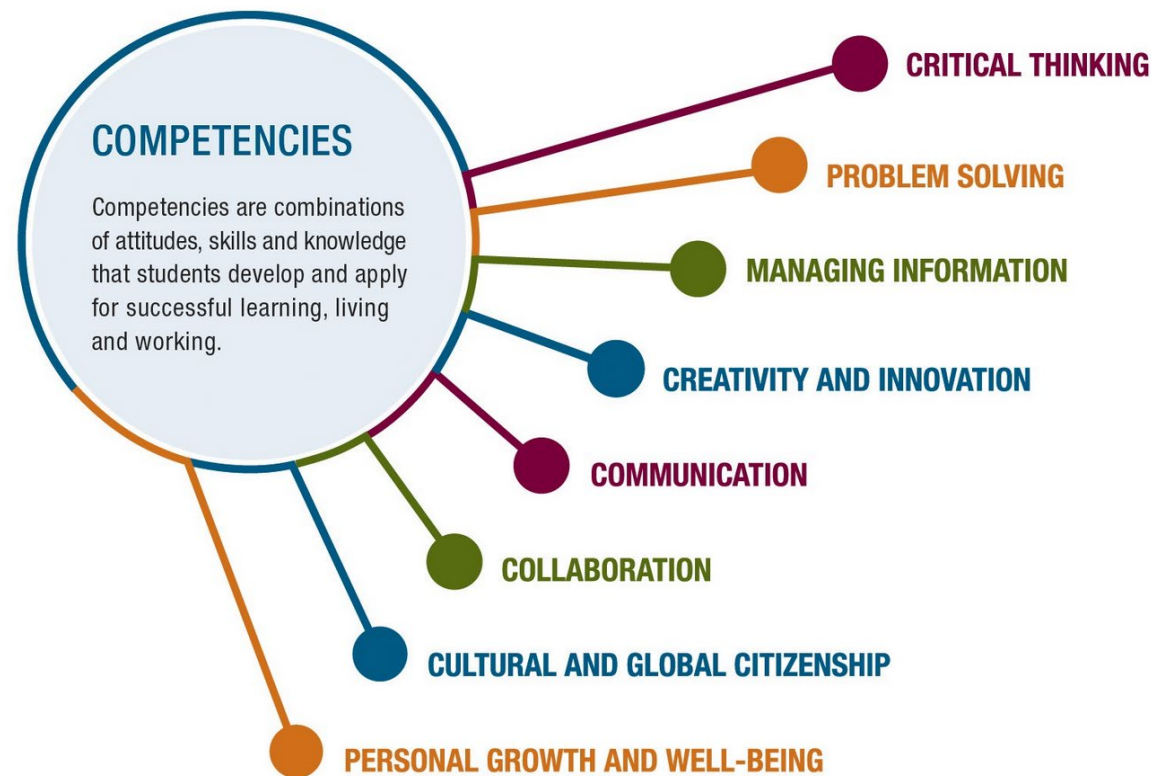 COMPETENCIES
Competencies are combinations
of attitudes, skills and knowledge
that students develop and apply
for successful learning, living
and working.
CRITICAL THINKING
PROBLEM SOLVING
MANAGING INFORMATION
CREATIVITY AND INNOVATION
COMMUNICATION
COLLABORATION
CULTURAL AND GLOBAL CITIZENSHIP
PERSONAL GROWTH AND WELL-BEING